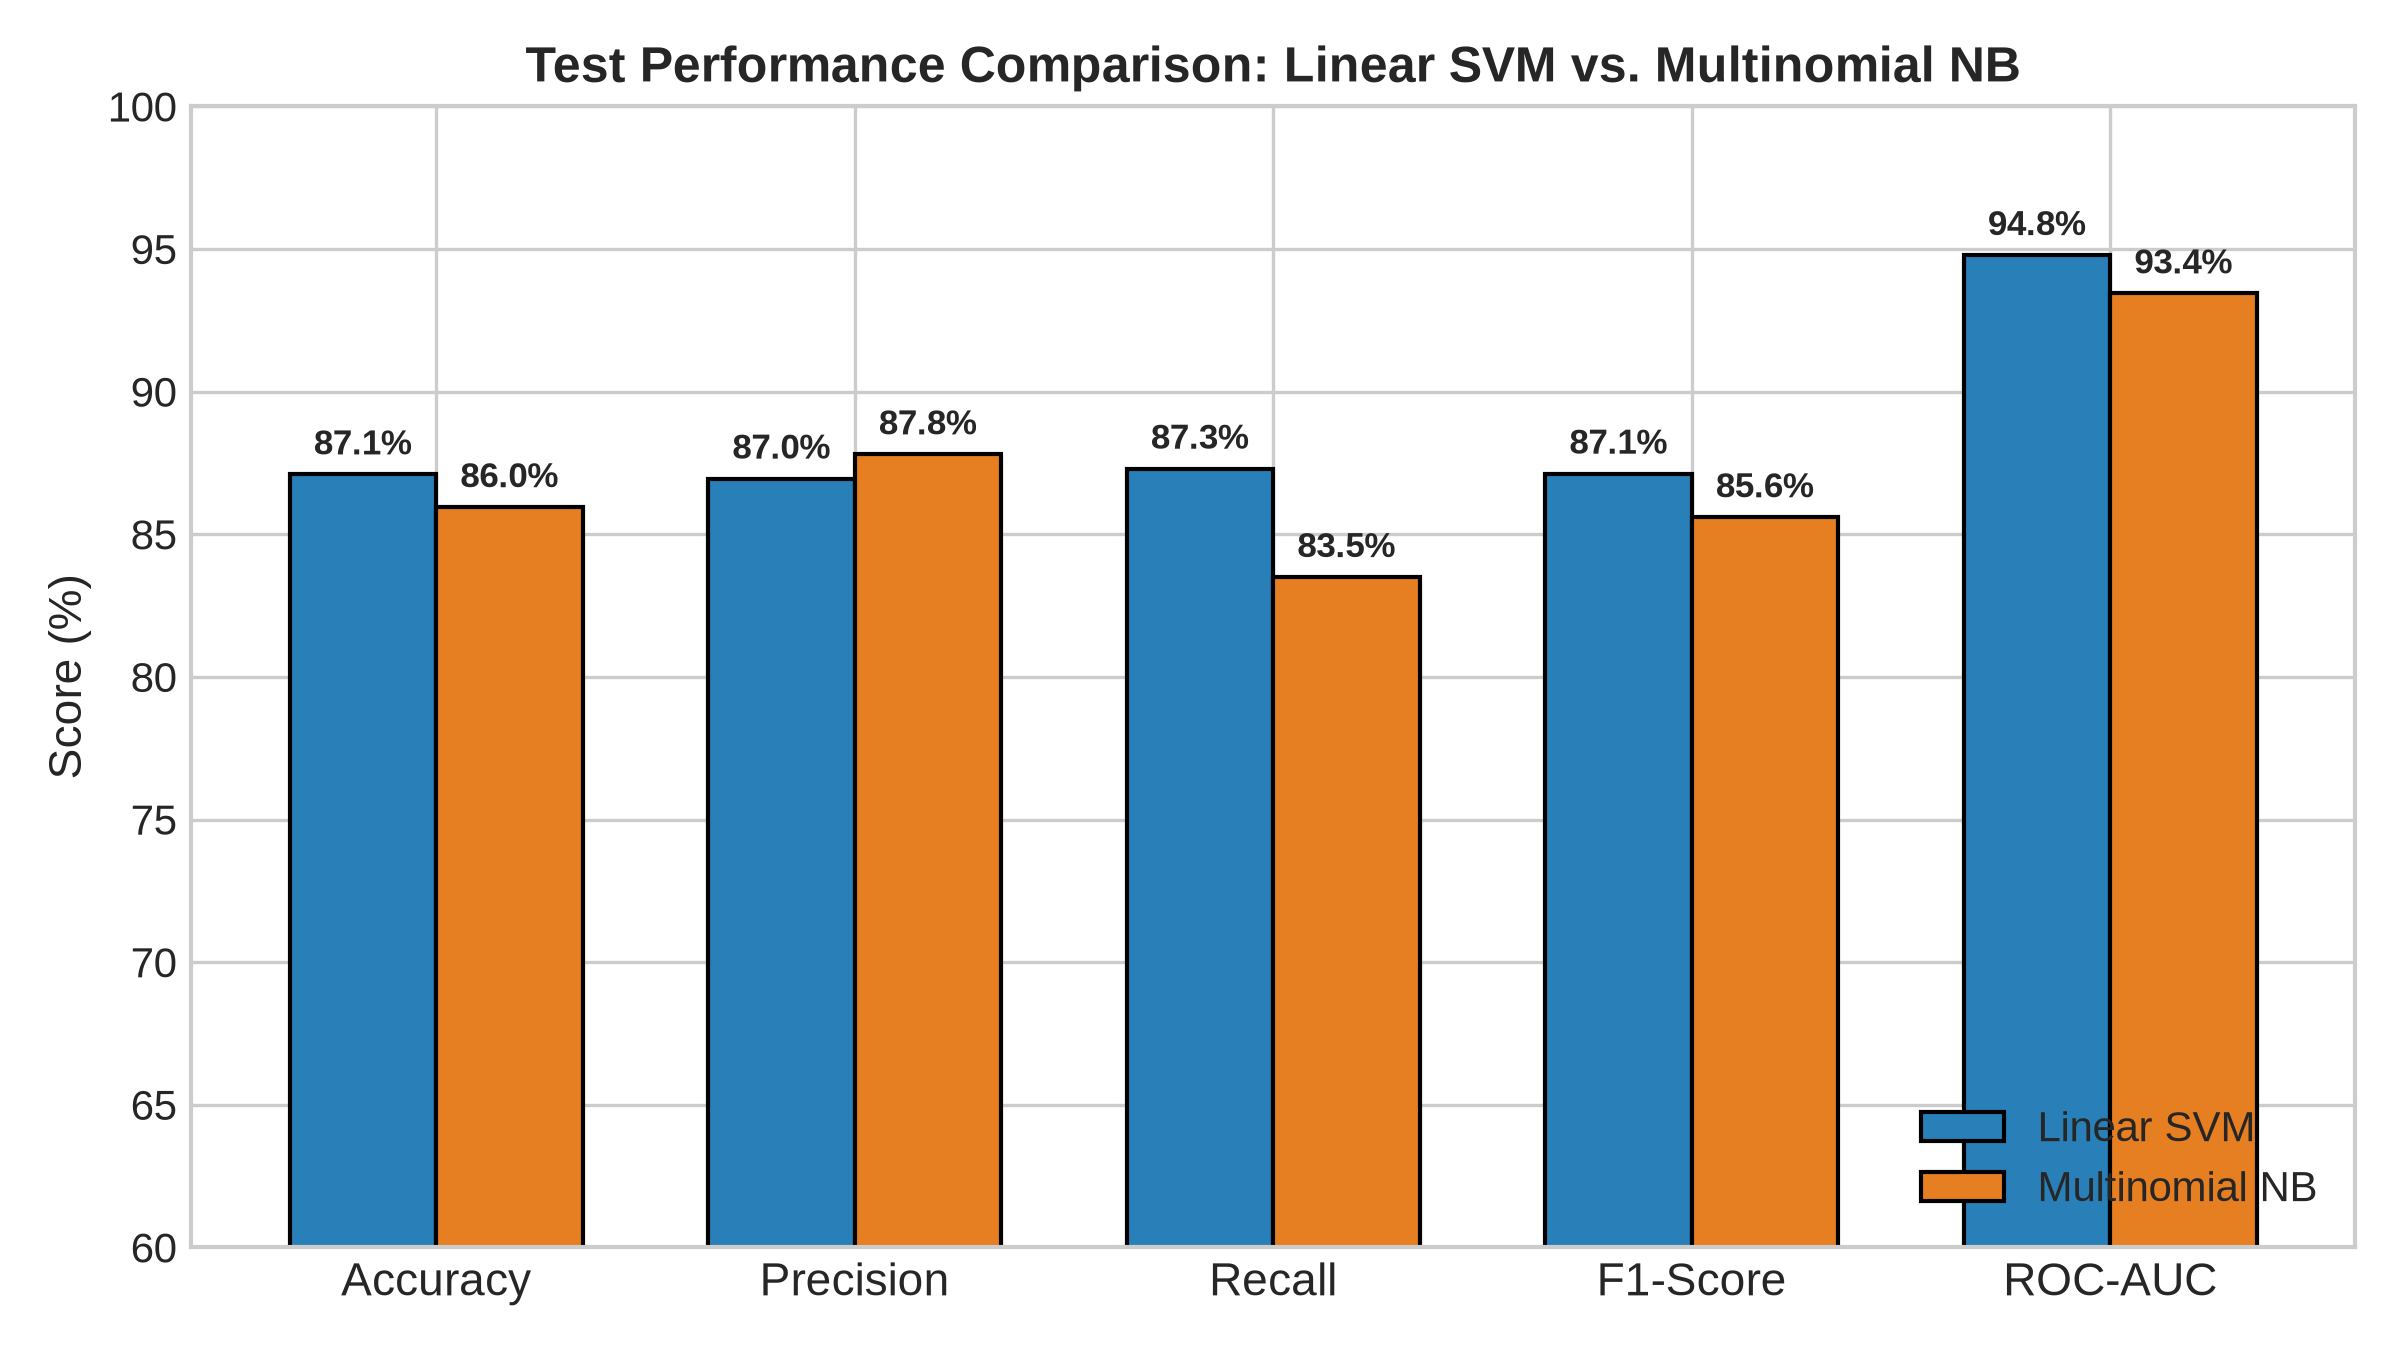 Test Performance Comparison: Linear SVM vs. Multinomial NB
100
95
90
85
80
75
70
65
60
Score (%)
87.1%
86.0%
87.0%
87.8%
87.3%
83.5%
87.1%
85.6%
94.8%
93.4%
Linear SVM
Multinomial NB
Accuracy
Precision
Recall
F1-Score
ROC-AUC